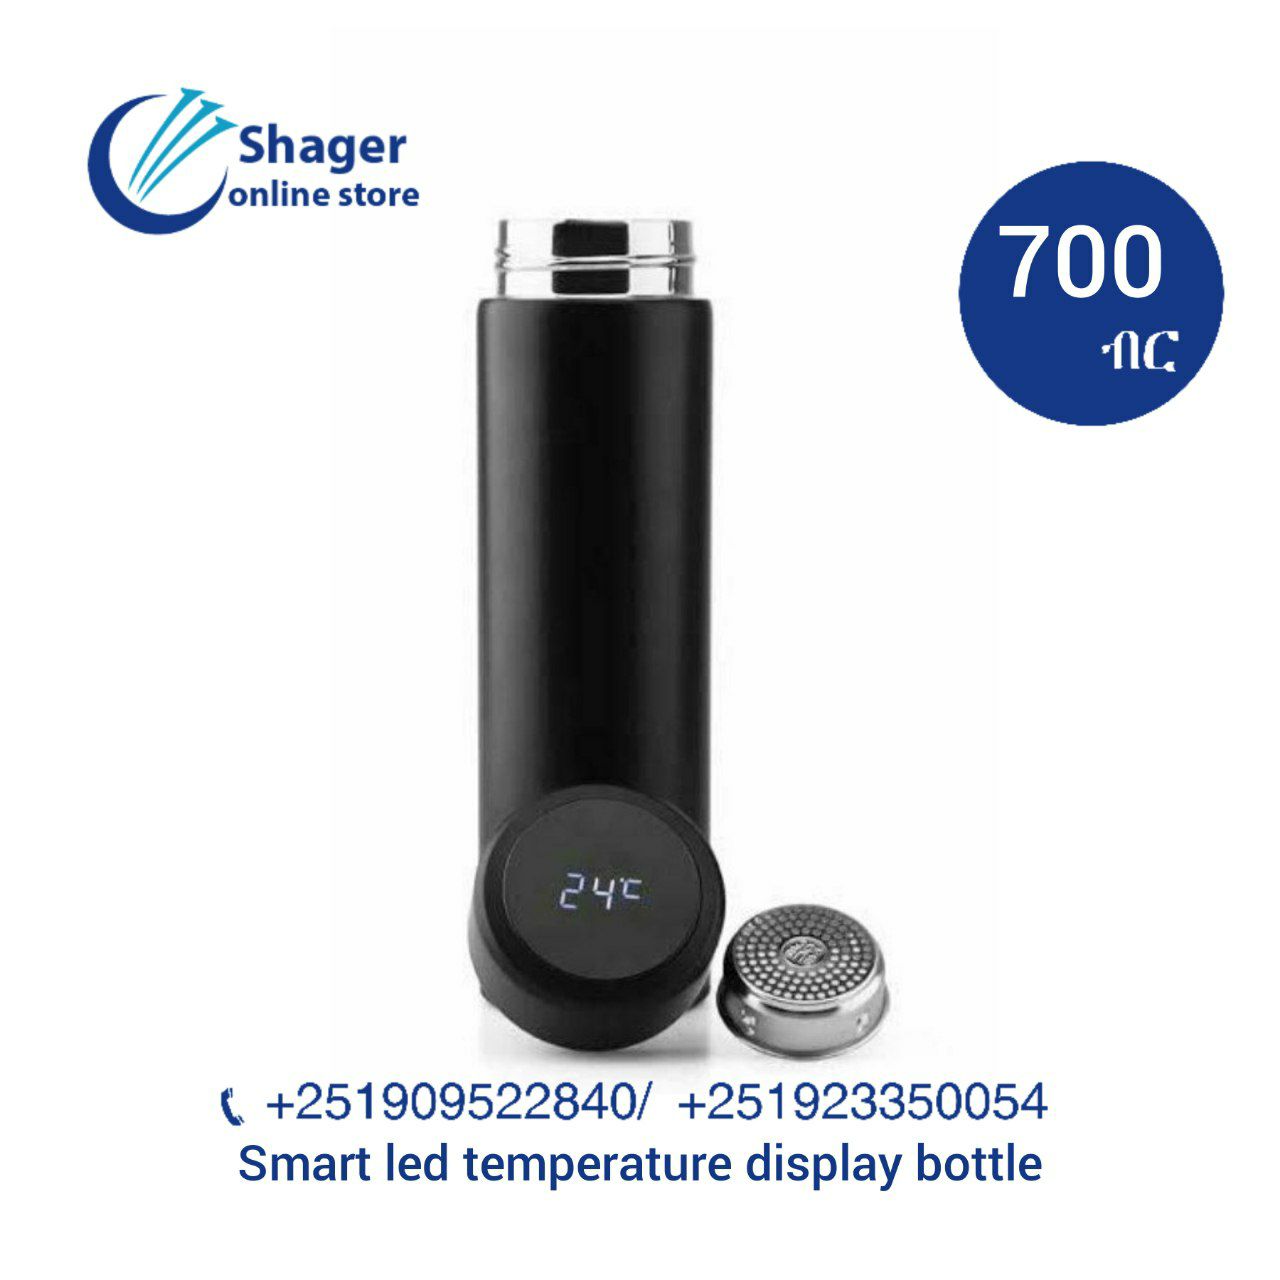 Shager
online store
700
ብር
24°C
+251909522840/ +251923350054
Smart led temperature display bottle